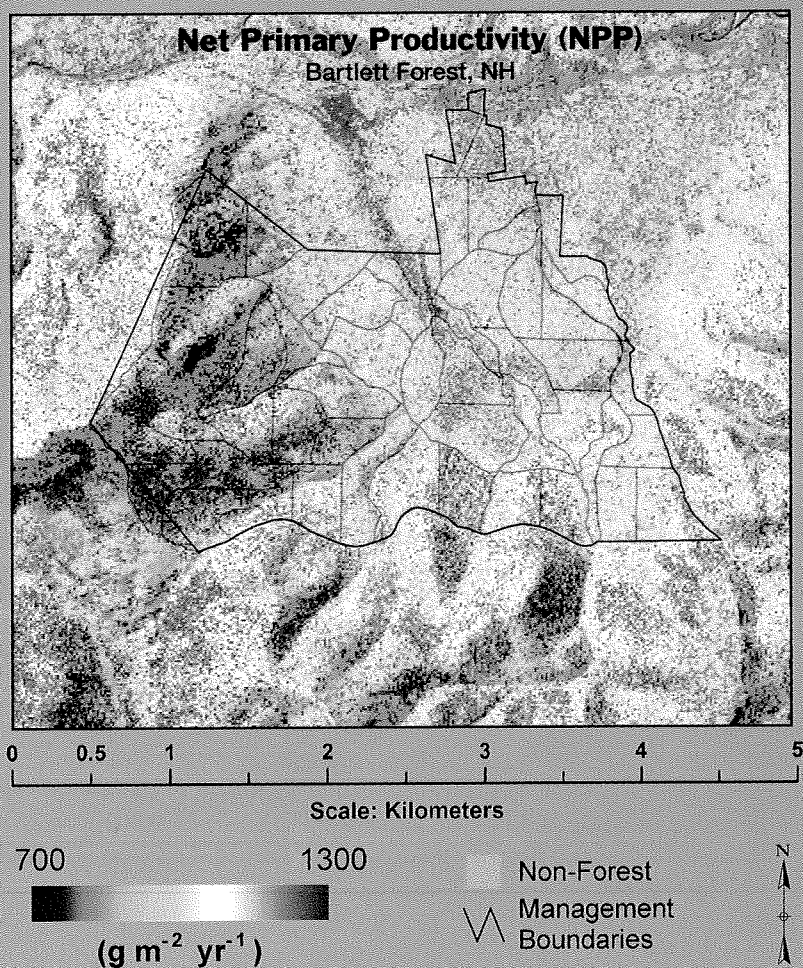 Net Primary Productivity (NPP)
Bartlett Forest, NH
0 0.5 1 2 3 4 5
Scale: Kilometers
700 1300
(g m⁻² yr⁻¹)
Non-Forest
Management
Boundaries
N